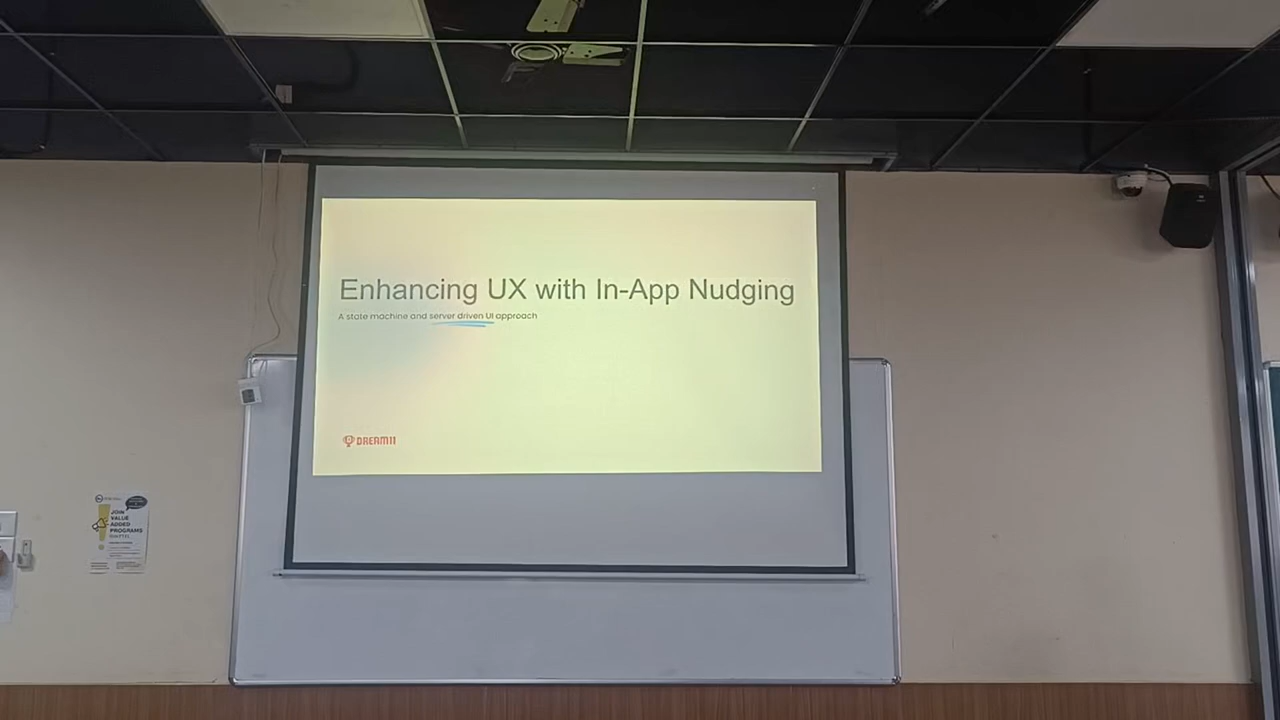 Enhancing UX with In-App Nudging
A state machine and server driven UI approach
DREAM11
JOIN
VALUE
ADDED
PROGRAMS